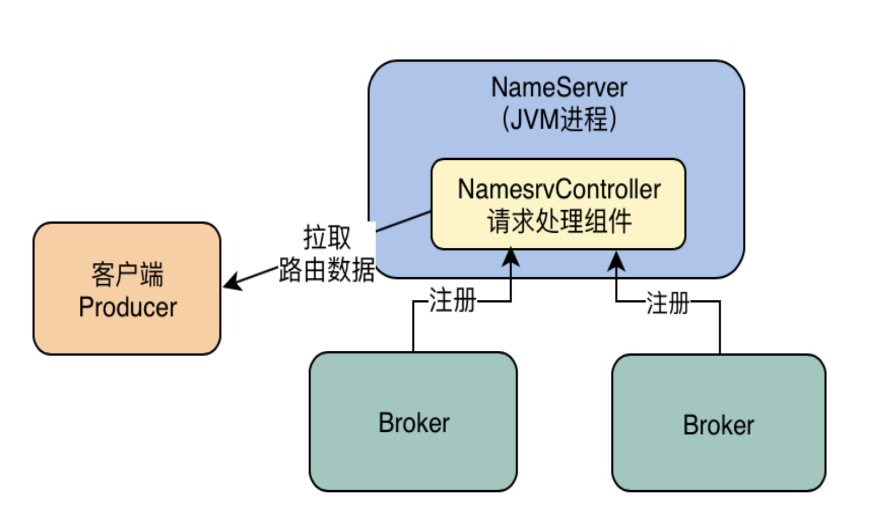 NameServer
（JVM进程）
NamesrvController
请求处理组件
拉取
路由数据
客户端
Producer
注册
注册
Broker
Broker